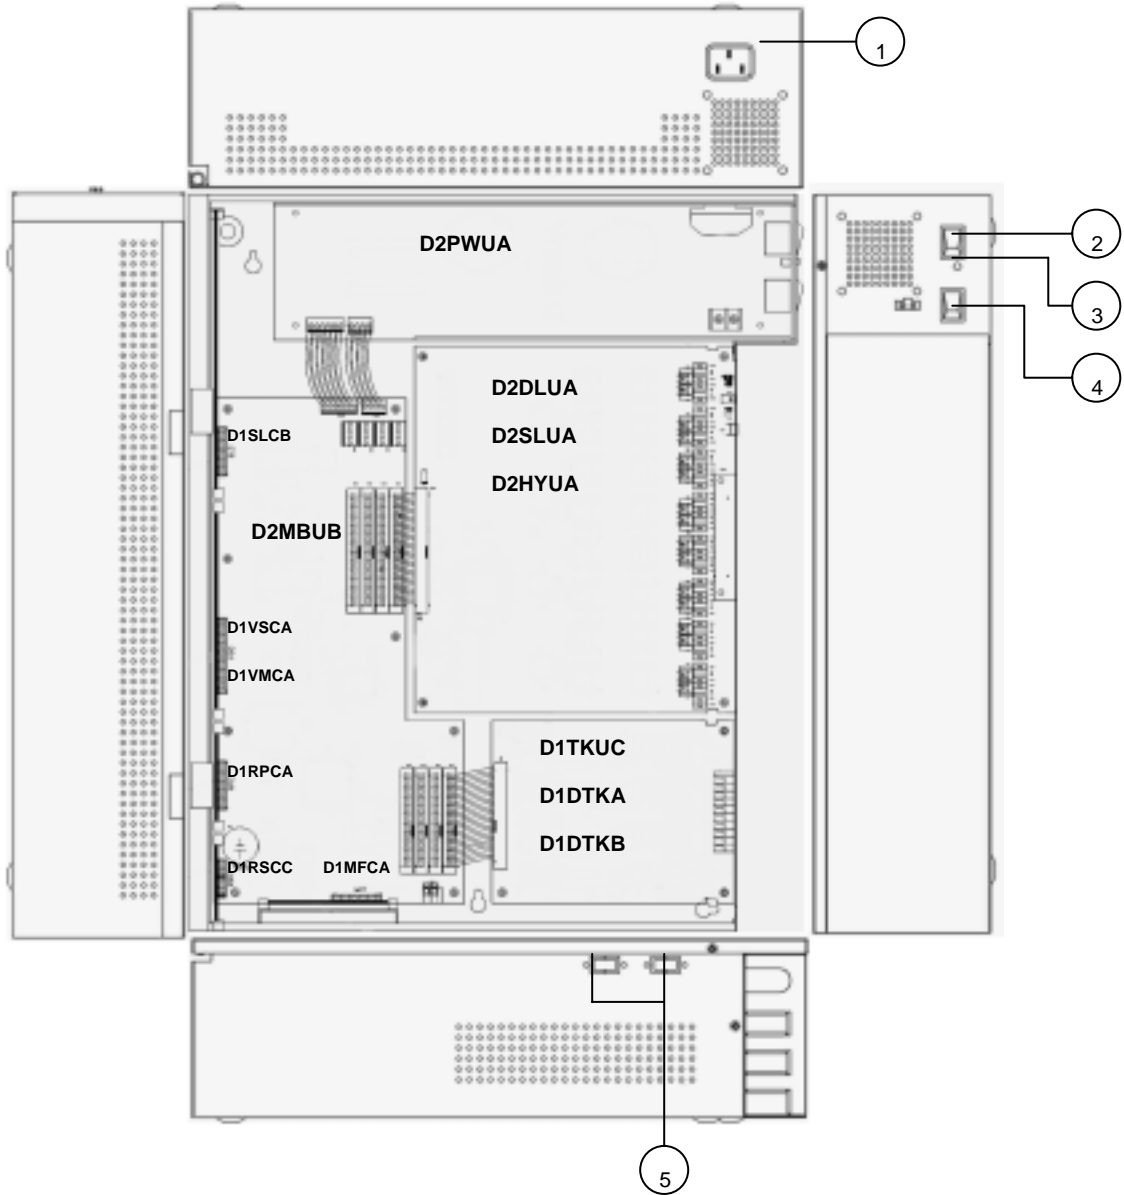 1
D2PWUA
2
3
4
D2DLUA
D1SLCB
D2SLUA
D2HYUA
D2MBUB
D1VSCA
D1VMCA
D1TKUC
D1RPCA
D1DTKA
D1DTKB
D1RSCC
D1MFCA
5